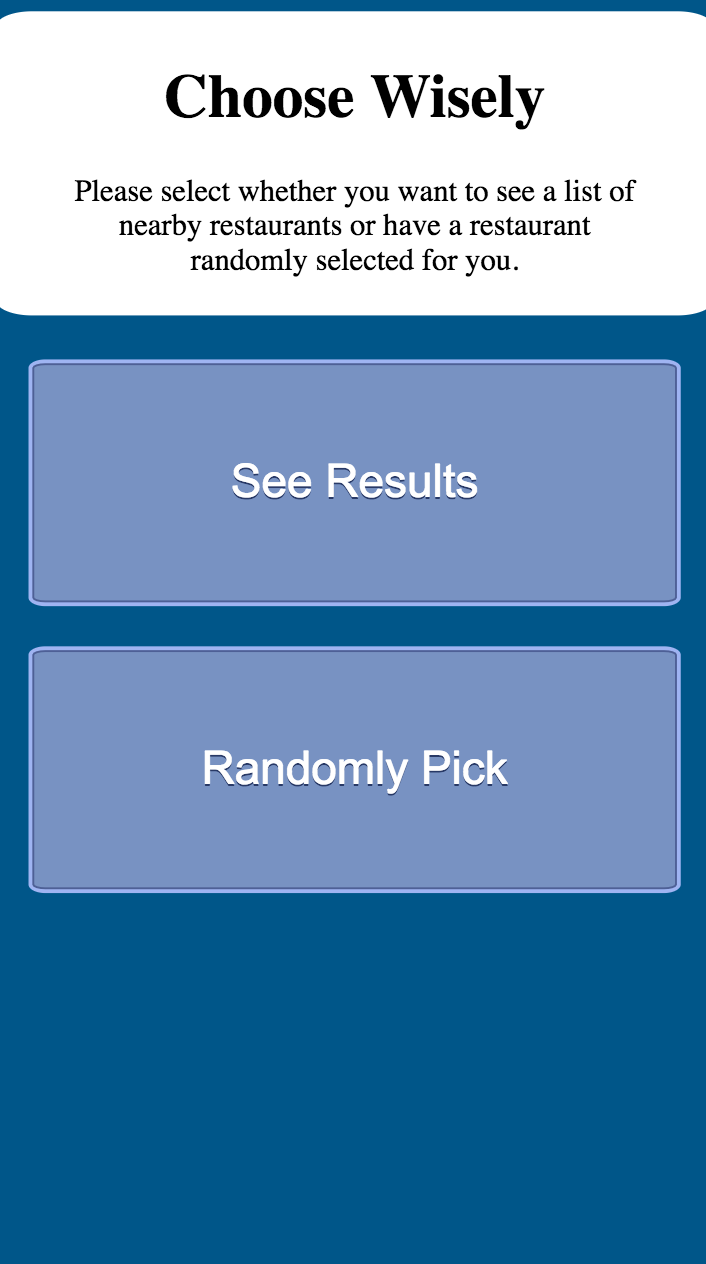 Choose Wisely
Please select whether you want to see a list of
nearby restaurants or have a restaurant
randomly selected for you.
See Results
Randomly Pick